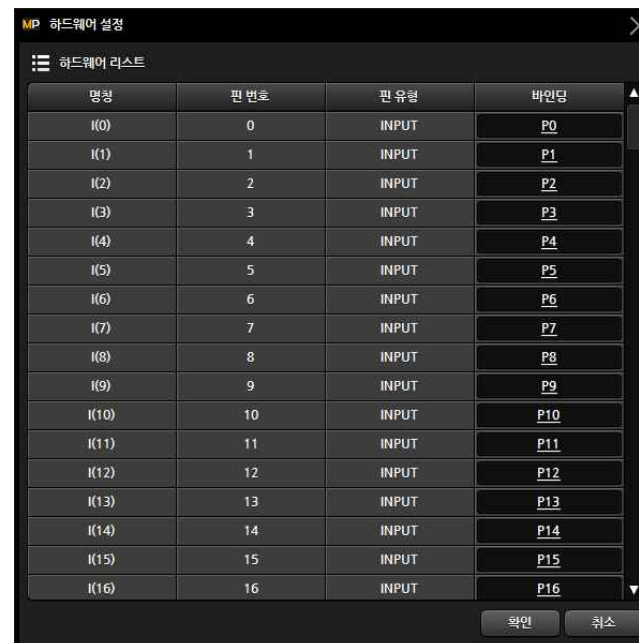 MP 하드웨어 설정
하드웨어 리스트
명칭 핀 번호 핀 유형 바인딩
I(0) 0 INPUT P0
I(1) 1 INPUT P1
I(2) 2 INPUT P2
I(3) 3 INPUT P3
I(4) 4 INPUT P4
I(5) 5 INPUT P5
I(6) 6 INPUT P6
I(7) 7 INPUT P7
I(8) 8 INPUT P8
I(9) 9 INPUT P9
I(10) 10 INPUT P10
I(11) 11 INPUT P11
I(12) 12 INPUT P12
I(13) 13 INPUT P13
I(14) 14 INPUT P14
I(15) 15 INPUT P15
I(16) 16 INPUT P16
확인 취소